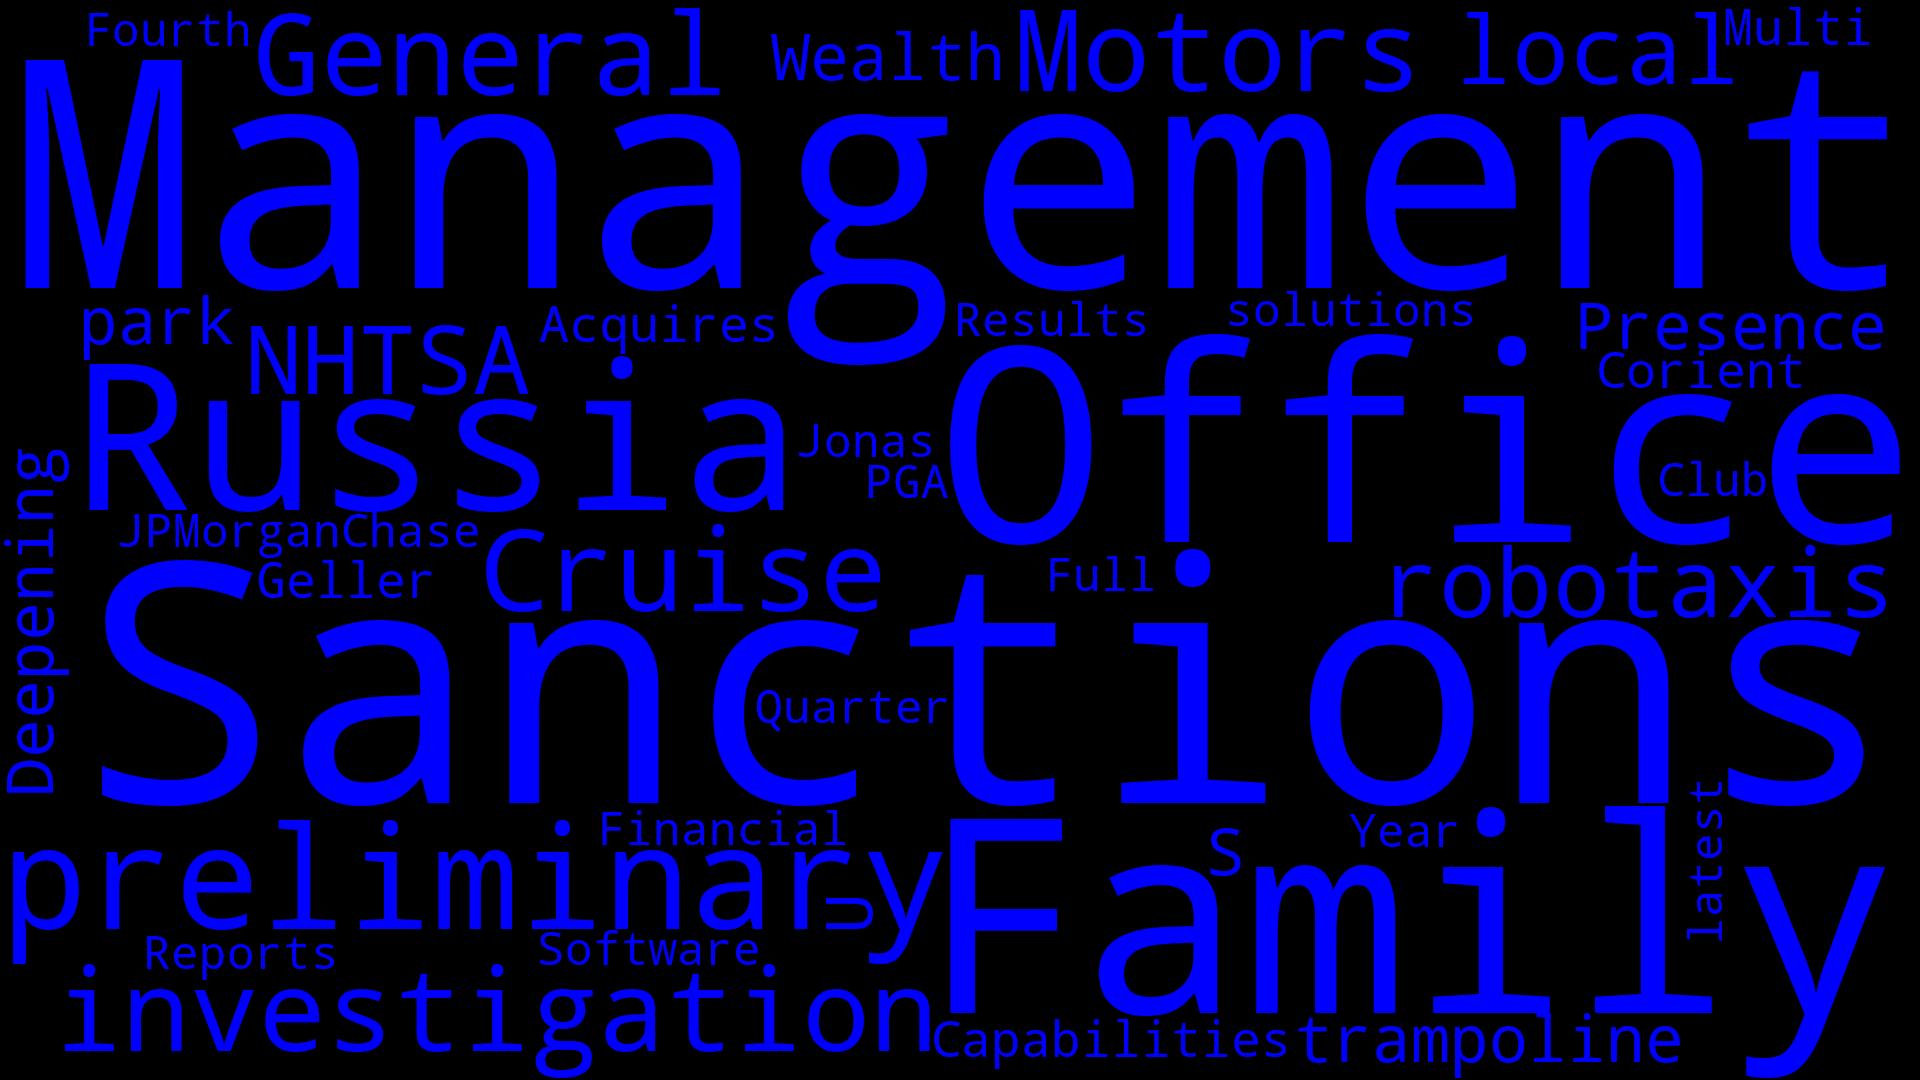 Fourth
General
Wealth
Motors
local
Multi
Management
park
NHTSA
Acquires
Results
solutions
Presence
Corient
Russia
Jonas
PGA
Office
Club
Deepening
JPMorganChase
Geller
Cruise
Full
robotaxis
Sanctions
Quarter
preliminary
Financial
U
Family
S
Year
latest
Reports
Software
investigation
Capabilities
trampoline